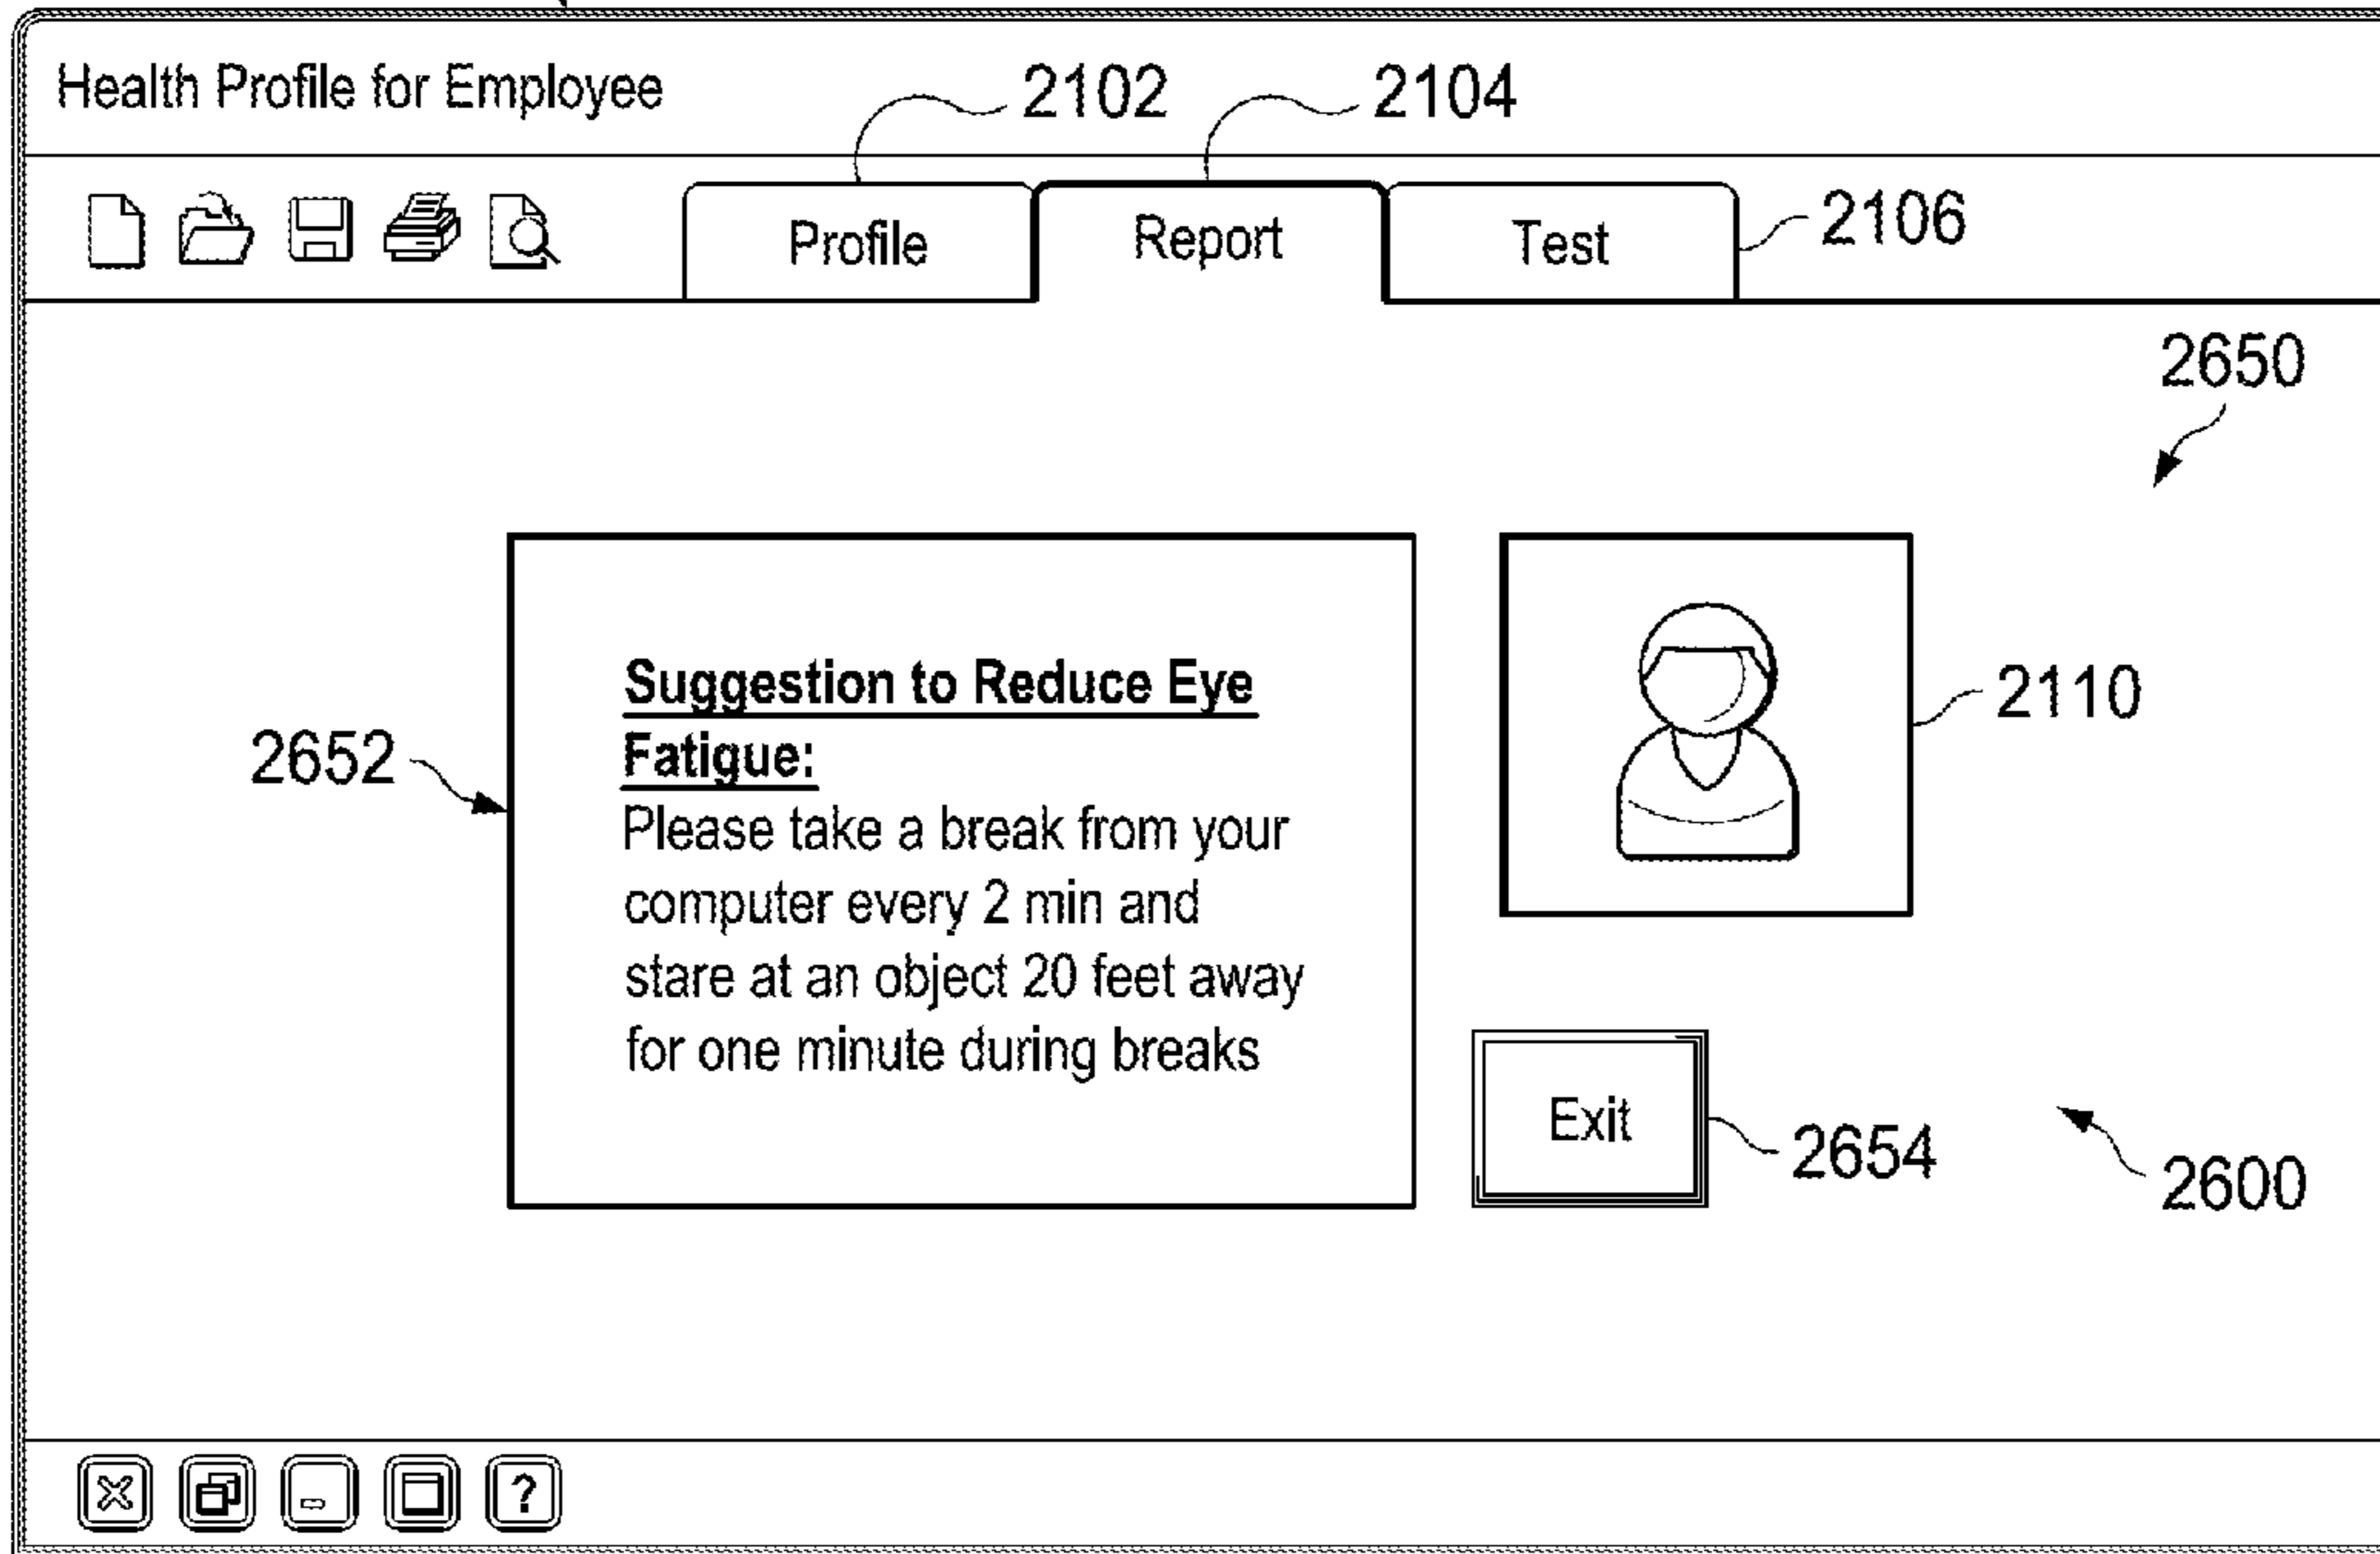 Health Profile for Employee
2102
2104
Profile
Report
Test
2106
2650
Suggestion to Reduce Eye
Fatigue:
Please take a break from your
computer every 2 min and
stare at an object 20 feet away
for one minute during breaks
2652
2110
Exit
2654
2600
?